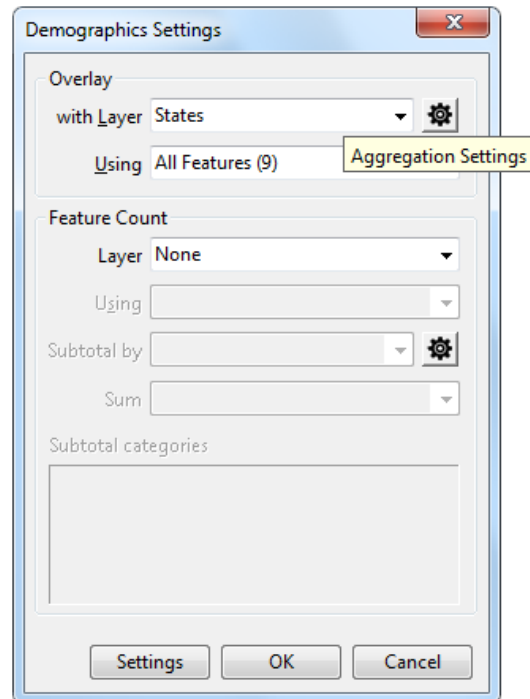 Demographics Settings
Overlay
with Layer States
Aggregation Settings
Using All Features (9)
Feature Count
Layer None
Using
Subtotal by
Sum
Subtotal categories
Settings OK Cancel